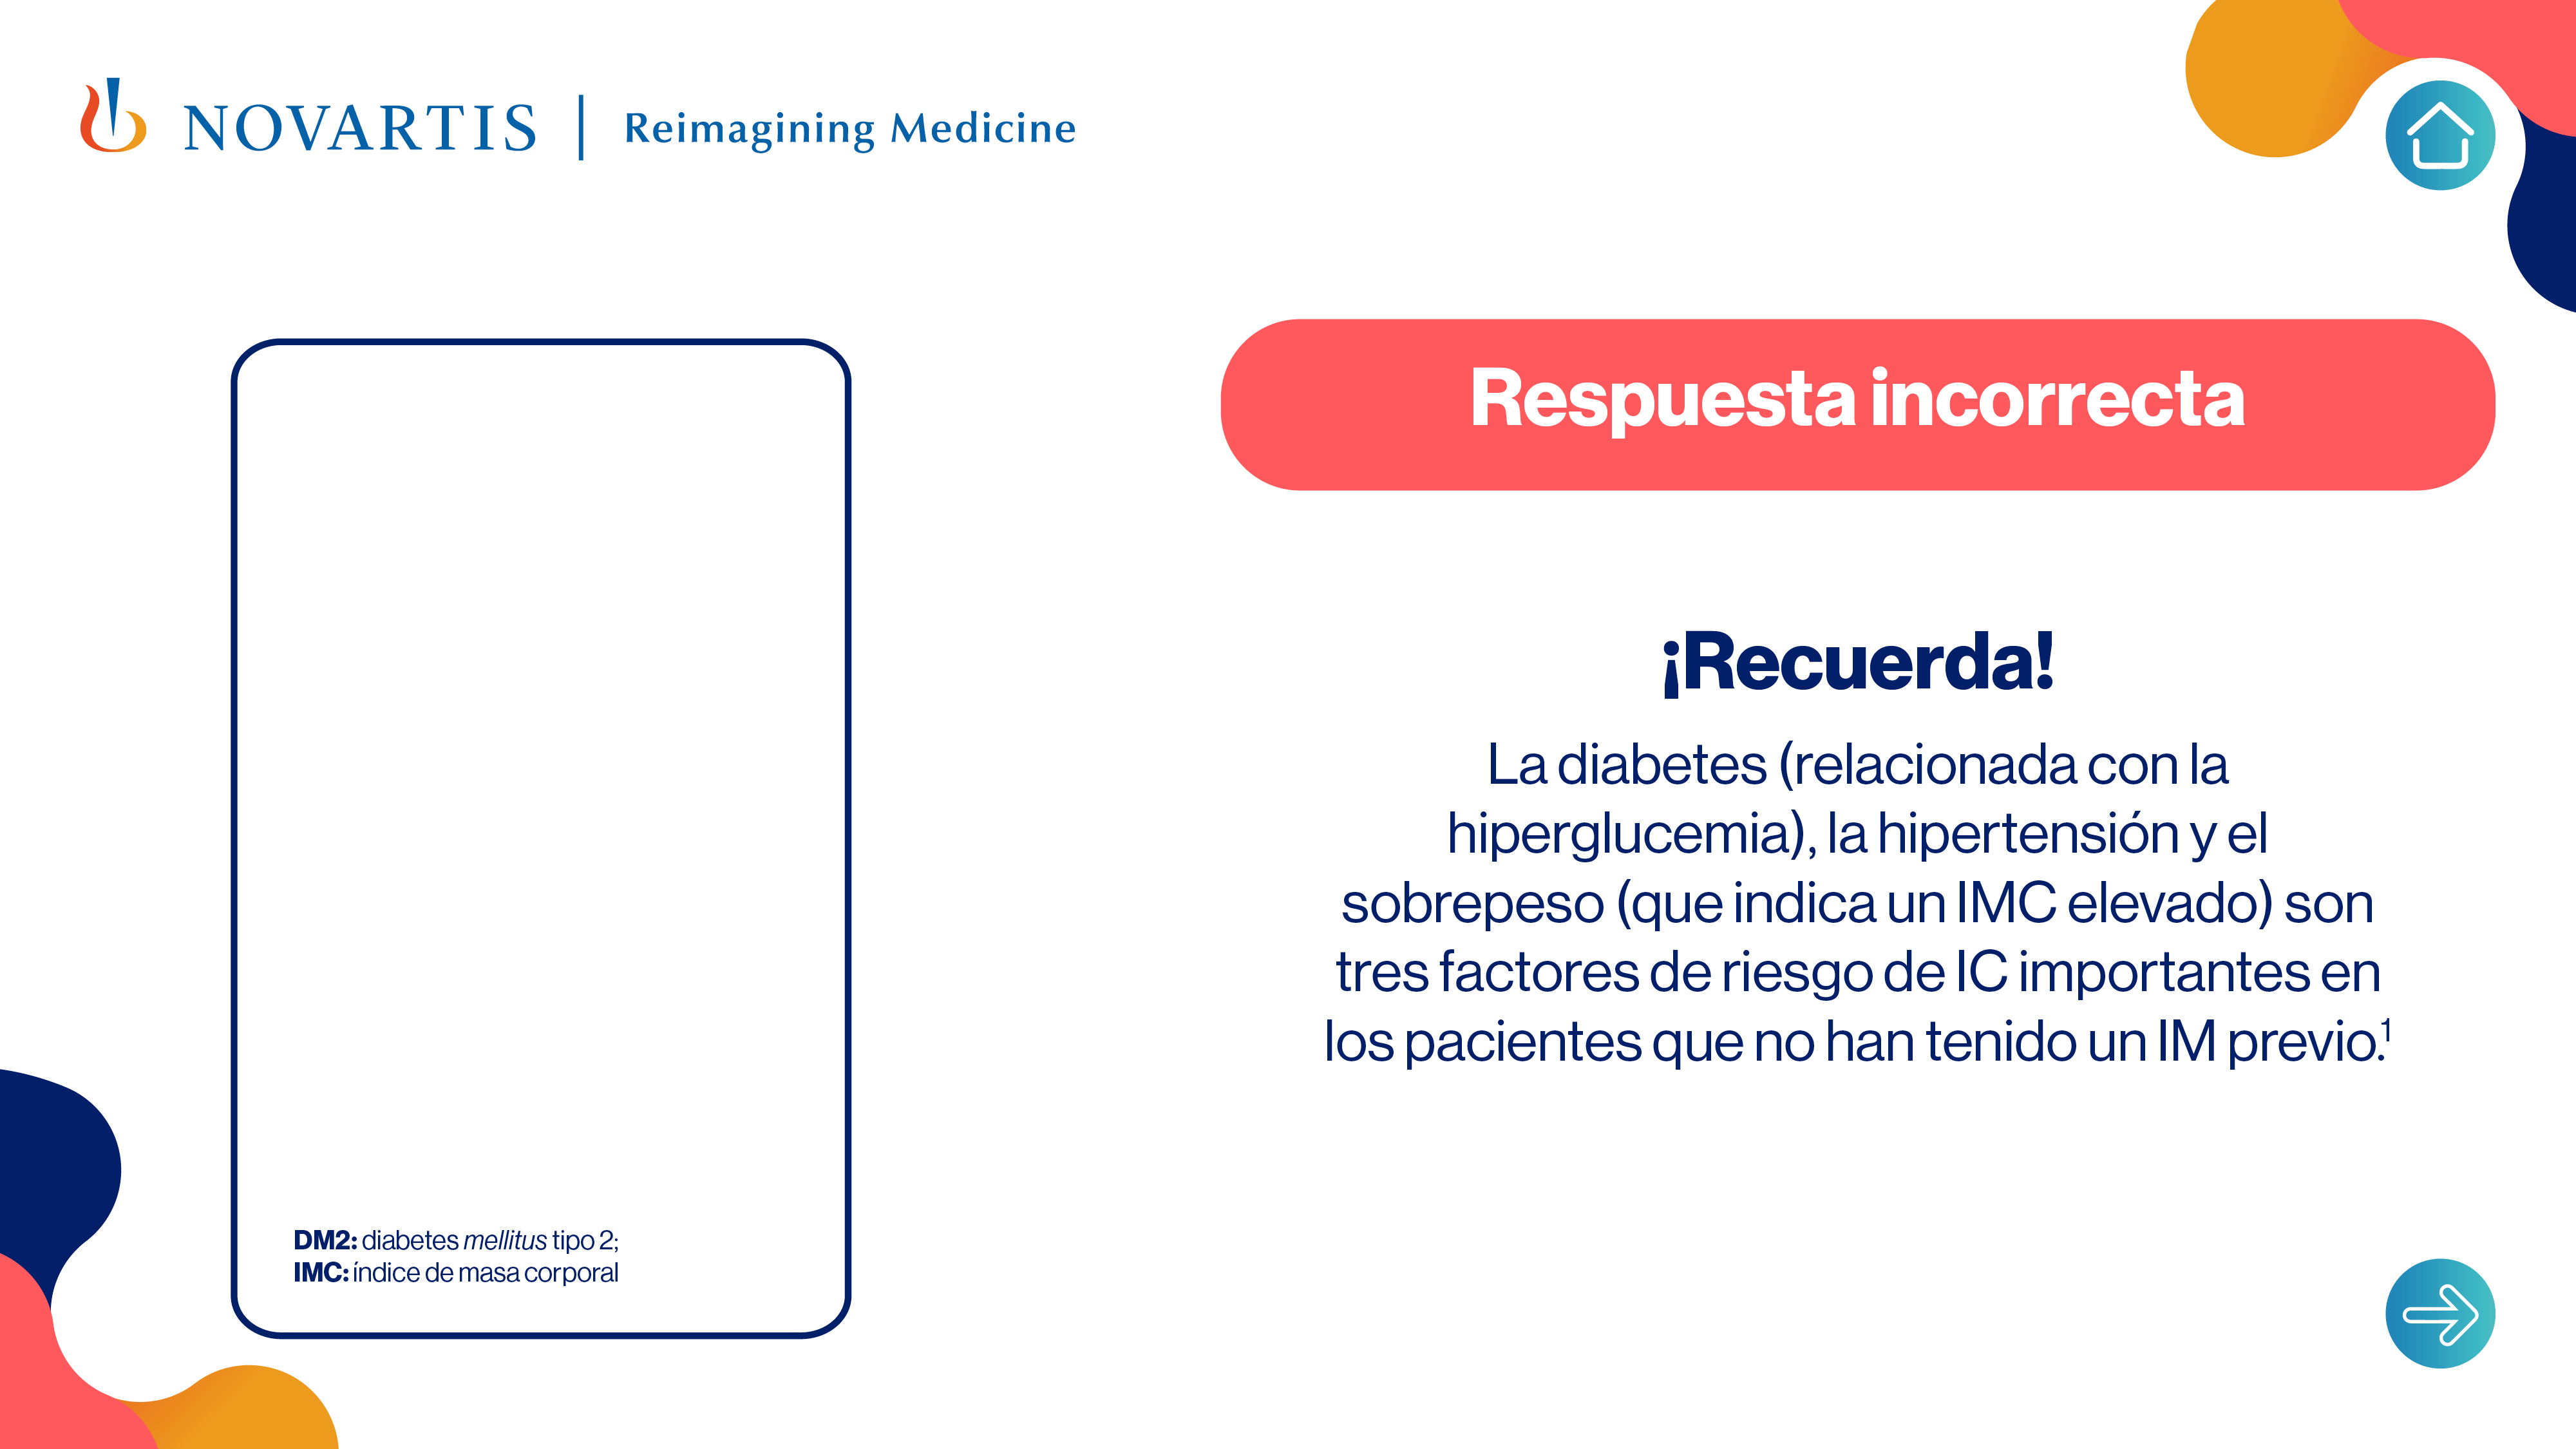 NOVARTIS | Reimagining Medicine
Respuesta incorrecta
¡Recuerda!
La diabetes (relacionada con la
hiperglucemia), la hipertensión y el
sobrepeso (que indica un IMC elevado) son
tres factores de riesgo de IC importantes en
los pacientes que no han tenido un IM previo.¹
DM2: diabetes mellitus tipo 2;
IMC: índice de masa corporal